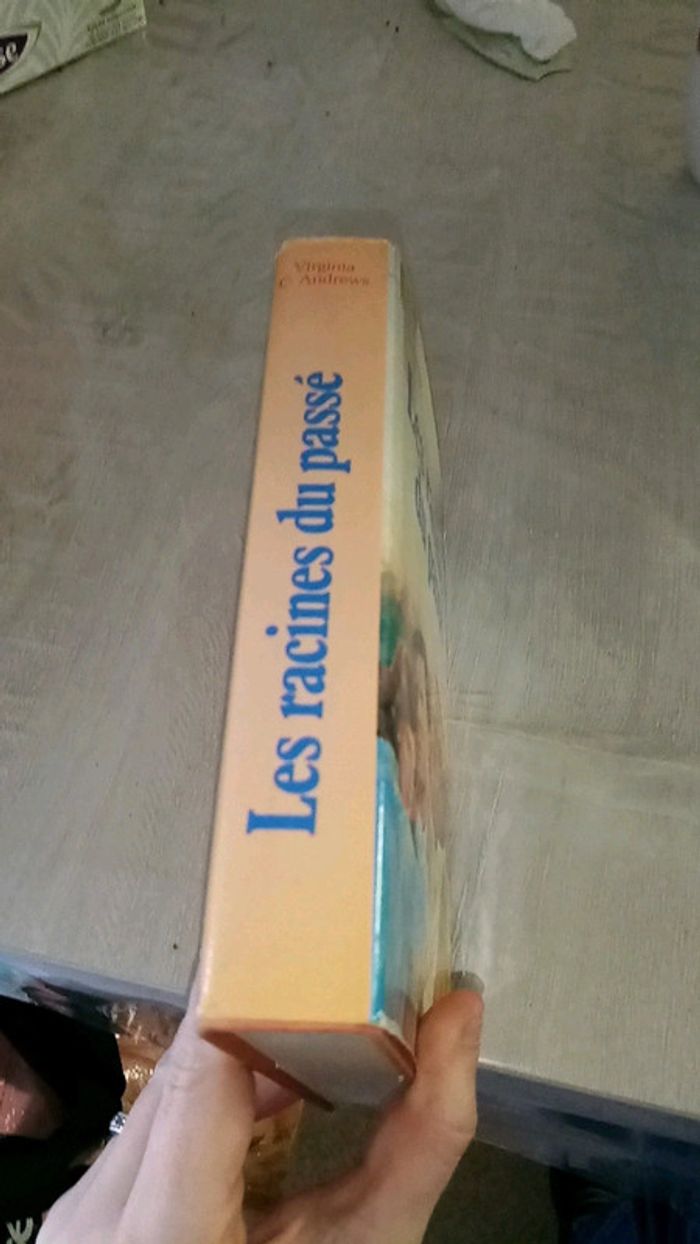 Virginia
C. Andrews
Les racines du passé